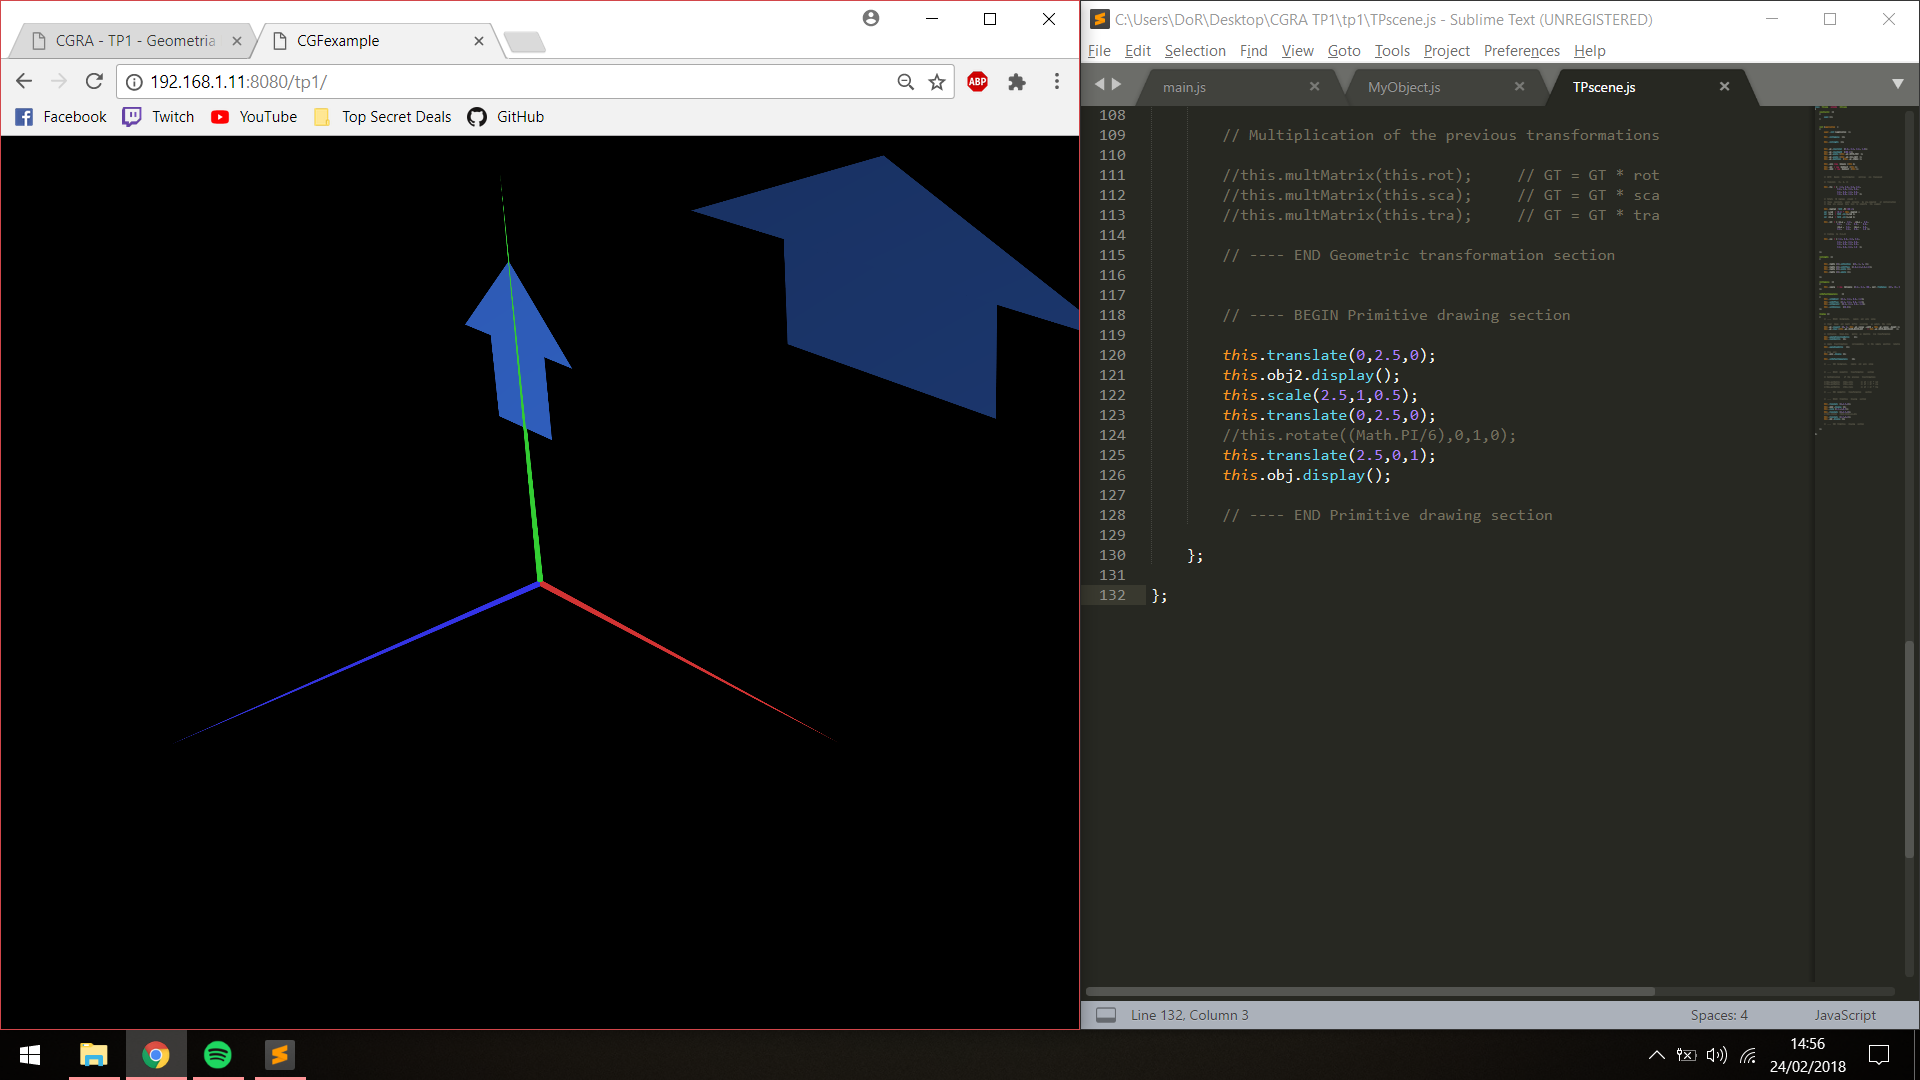 CGRA - TP1 - Geometria
CGFexample
192.168.1.11:8080/tp1/
ABP
Facebook
Twitch
YouTube
Top Secret Deals
GitHub
C:\Users\DoR\Desktop\CGRA TP1\tp1\TPscene.js - Sublime Text (UNREGISTERED)
File Edit Selection Find View Goto Tools Project Preferences Help
main.js
MyObject.js
TPscene.js
108
109 // Multiplication of the previous transformations
110
111 //this.multMatrix(this.rot); // GT = GT * rot
112 //this.multMatrix(this.sca); // GT = GT * sca
113 //this.multMatrix(this.tra); // GT = GT * tra
114
115 // ---- END Geometric transformation section
116
117
118 // ---- BEGIN Primitive drawing section
119
120 this.translate(0,2.5,0);
121 this.obj2.display();
122 this.scale(2.5,1,0.5);
123 this.translate(0,2.5,0);
124 //this.rotate((Math.PI/6),0,1,0);
125 this.translate(2.5,0,1);
126 this.obj.display();
127
128 // ---- END Primitive drawing section
129
130 };
131
132 };
Line 132, Column 3
Spaces: 4
JavaScript
14:56
24/02/2018